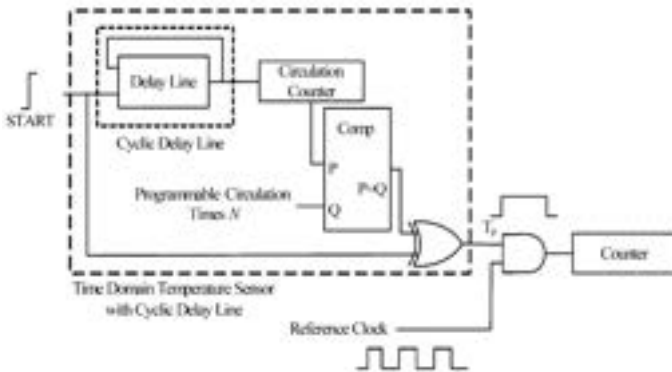 START
Delay Line
Cyclic Delay Line
Circulation
Counter
Comp
P
P=Q
Q
Programmable Circulation
Times N
Tp
Counter
Time Domain Temperature Sensor
with Cyclic Delay Line
Reference Clock